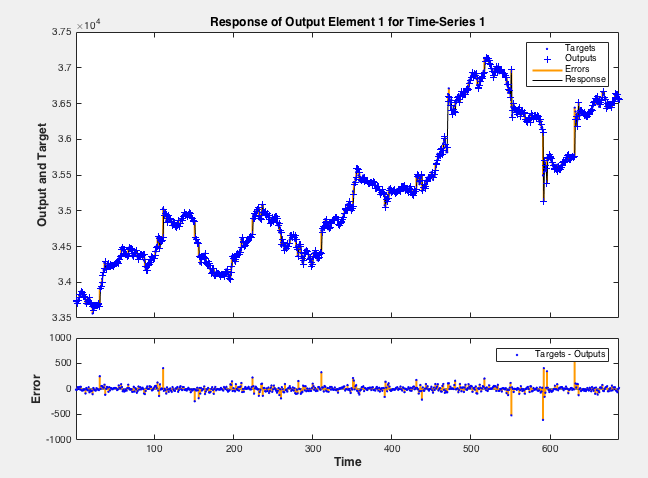 Response of Output Element 1 for Time-Series 1
×10⁴
3.75
3.7
3.65
3.6
3.55
3.5
3.45
3.4
3.35
Output and Target
Targets
Outputs
Errors
Response
1000
500
0
-500
-1000
Error
Targets - Outputs
100
200
300
400
500
600
Time